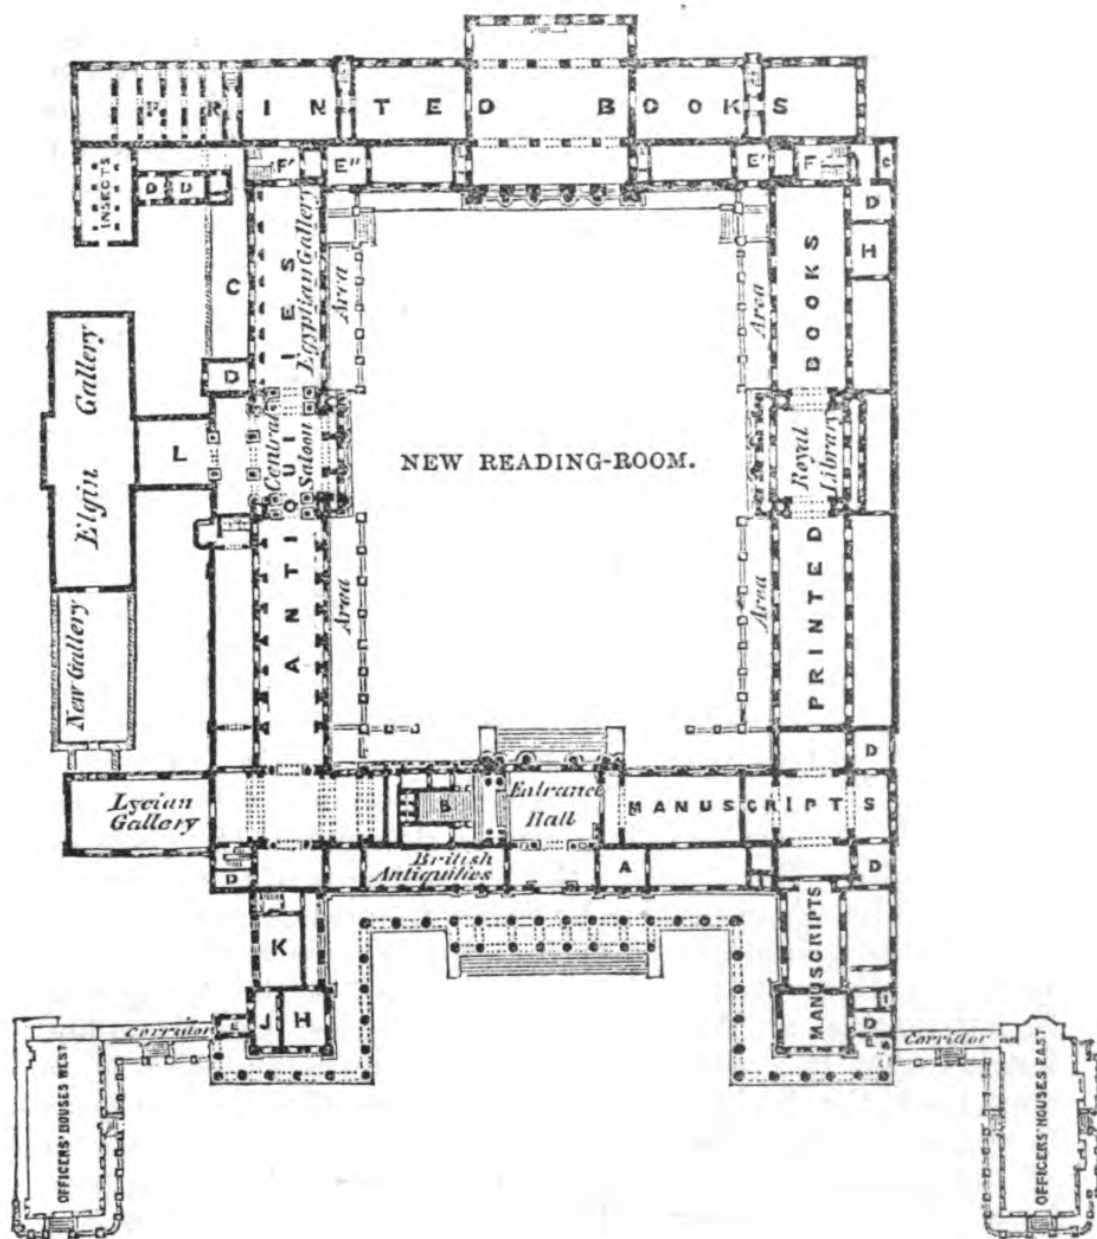 PRINTED BOOKS
INSECTS
D
D
F'
E''
E'
F
C
D
H
C
D
ANTIQUITIES
Egyptian Gallery
Area
Area
BOOKS
Elgin Gallery
L
Central
Saloon
NEW READING-ROOM.
Royal
Library
New Gallery
Area
Area
PRINTED
D
Lycian
Gallery
B
Entrance
Hall
MANUSCRIPTS
D
British
Antiquities
A
D
K
MANUSCRIPTS
J
H
MANUSCRIPTS
D
Corridor
Corridor
OFFICERS' HOUSES WEST
OFFICERS' HOUSES EAST